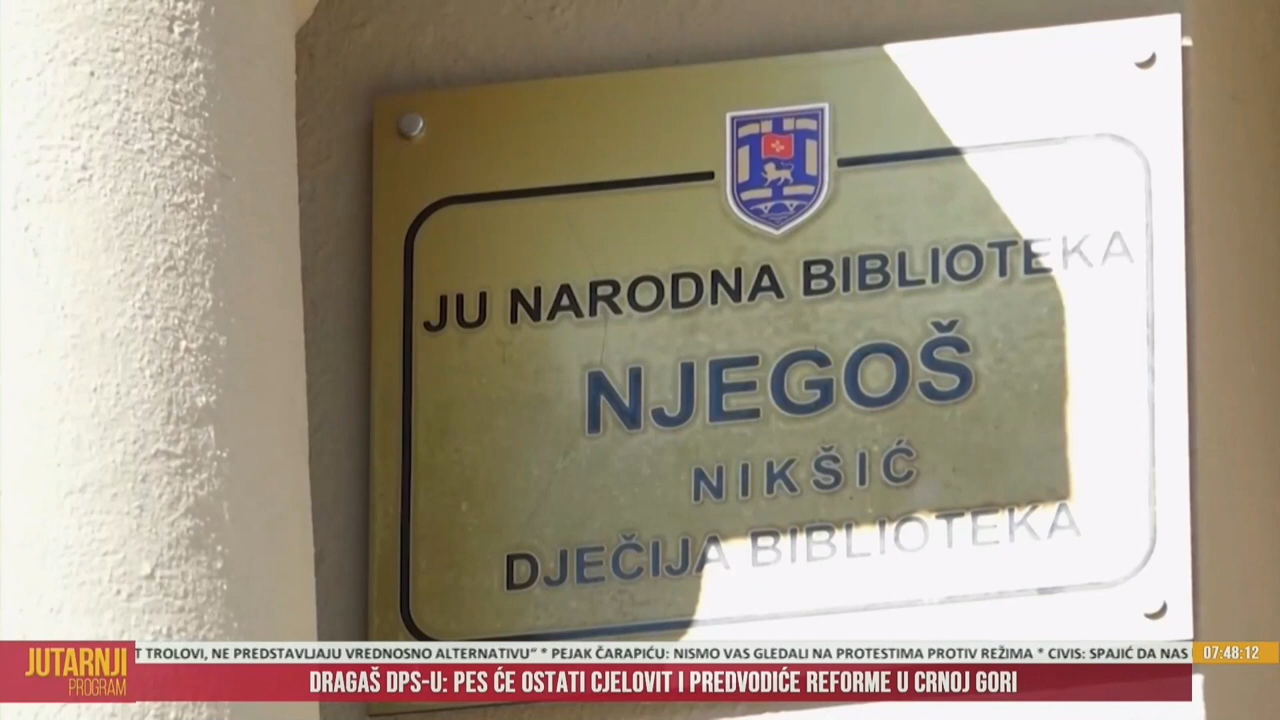 JU NARODNA BIBLIOTEKA
NJEGOŠ
NIKŠIĆ
DJEČIJA BIBLIOTEKA
T TROLOVI, NE PREDSTAVLJAJU VREDNOSNO ALTERNATIVU“ * PEJAK ČARAPIĆU: NISMO VAS GLEDALI NA PROTESTIMA PROTIV REŽIMA * CIVIS: SPAJIĆ DA NAS
07:48:12
JUTARNJI
PROGRAM
DRAGAŠ DPS-U: PES ĆE OSTATI CJELOVIT I PREDVODIĆE REFORME U CRNOJ GORI